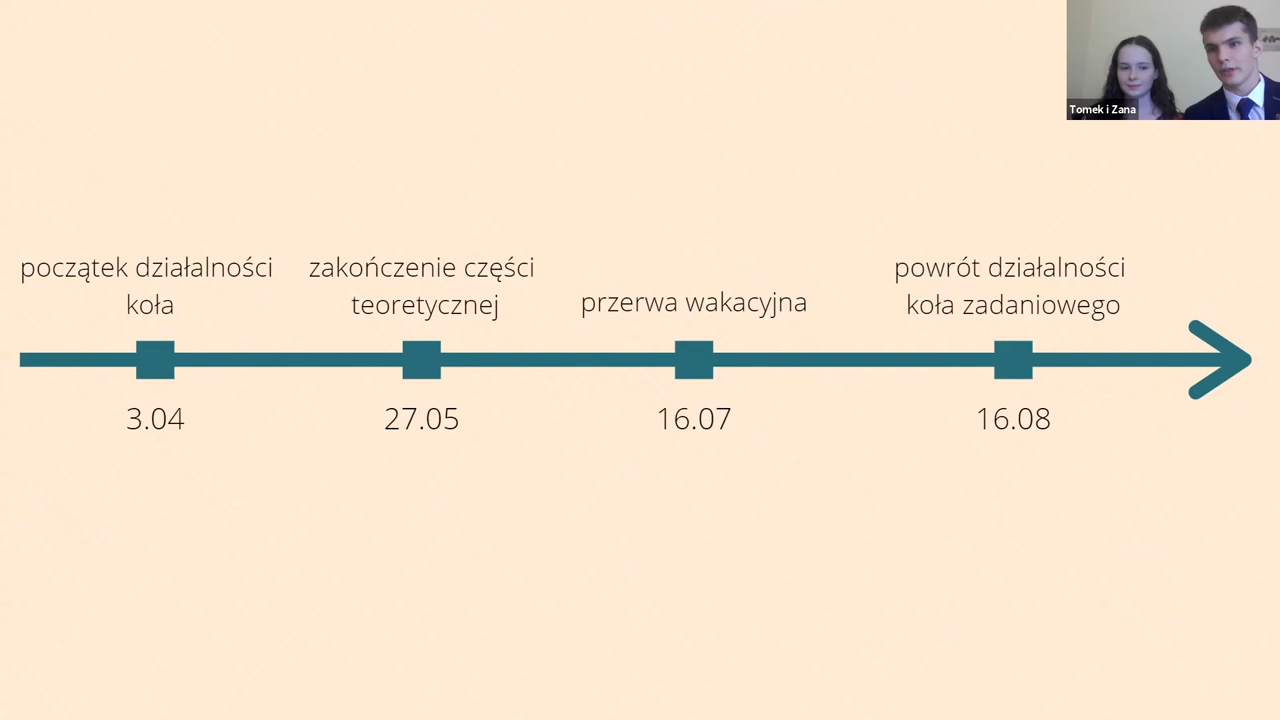 Tomek i Zana
początek działalności
koła
zakończenie części
teoretycznej
przerwa wakacyjna
powrót działalności
koła zadaniowego
3.04
27.05
16.07
16.08